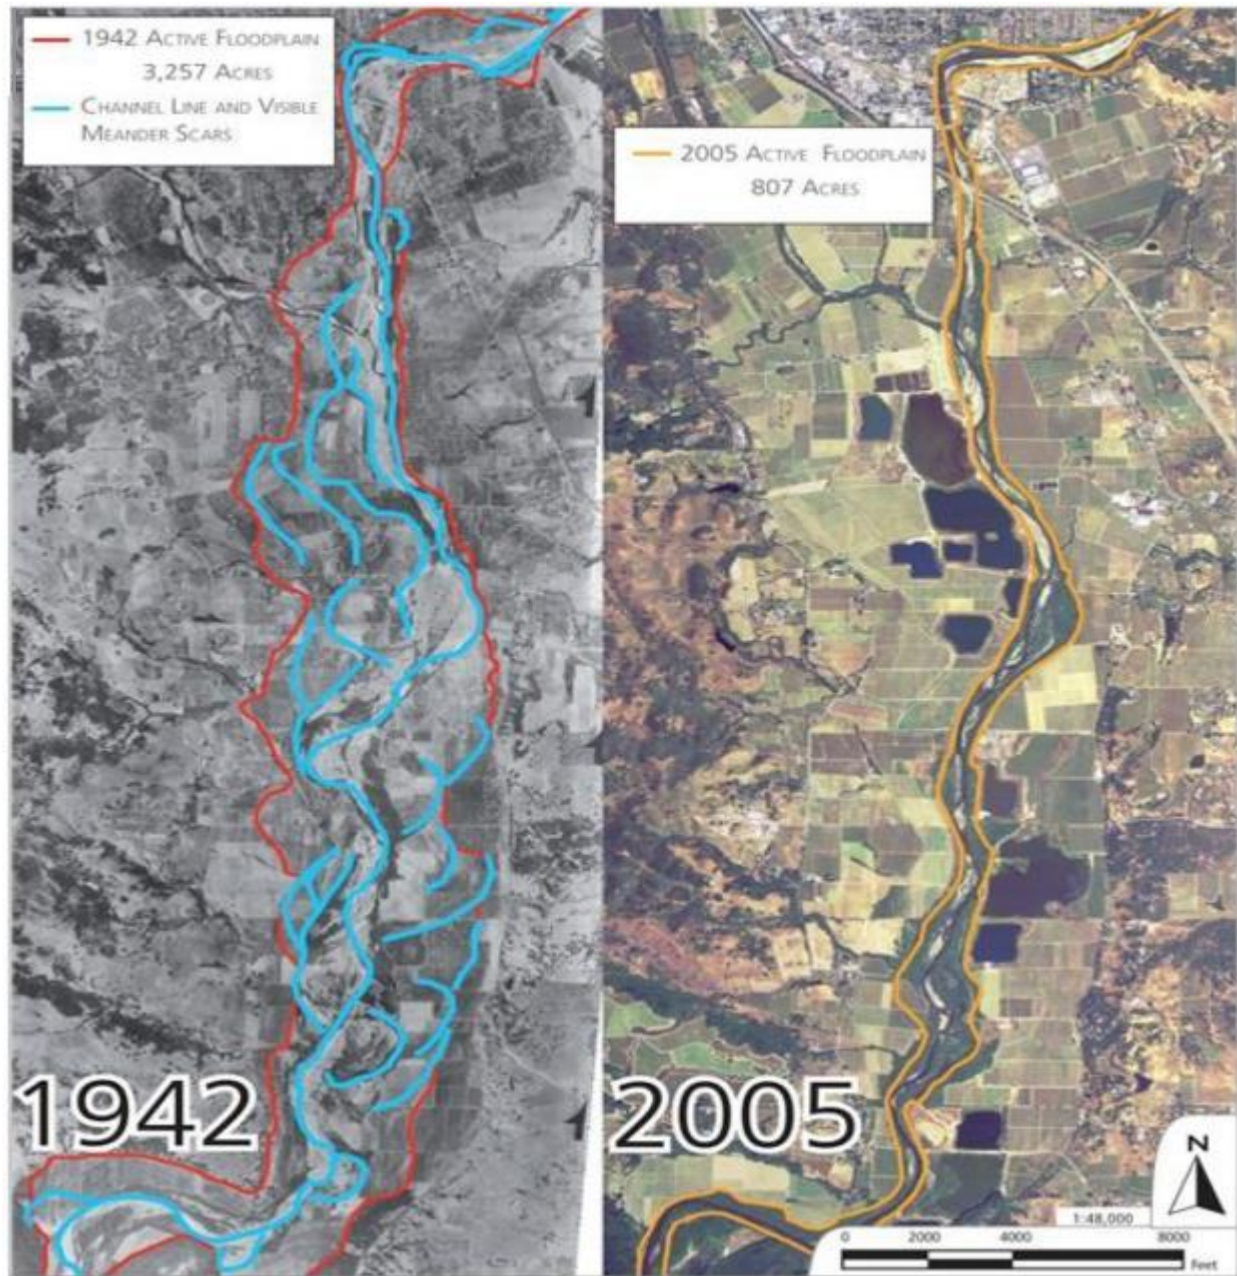 1942 Active Floodplain
3,257 Acres
Channel Line and Visible
Meander Scars
2005 Active Floodplain
807 Acres
1942
2005
N
1:48,000
0 2000 4000 8000
Feet